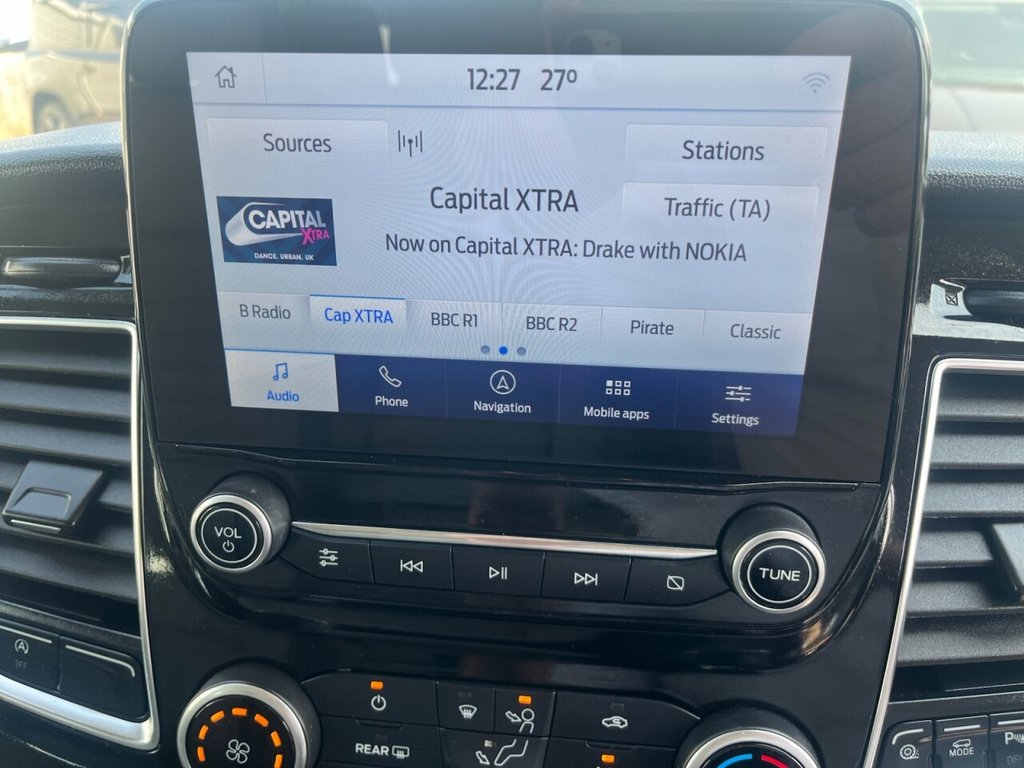 12:27 27º
Sources
Stations
Capital XTRA
Traffic (TA)
CAPITAL
XTRA
DANCE. URBAN. UK
Now on Capital XTRA: Drake with NOKIA
B Radio
Cap XTRA
BBC R1
BBC R2
Pirate
Classic
Audio
Phone
Navigation
Mobile apps
Settings
VOL
TUNE
A
OFF
REAR
MODE
P